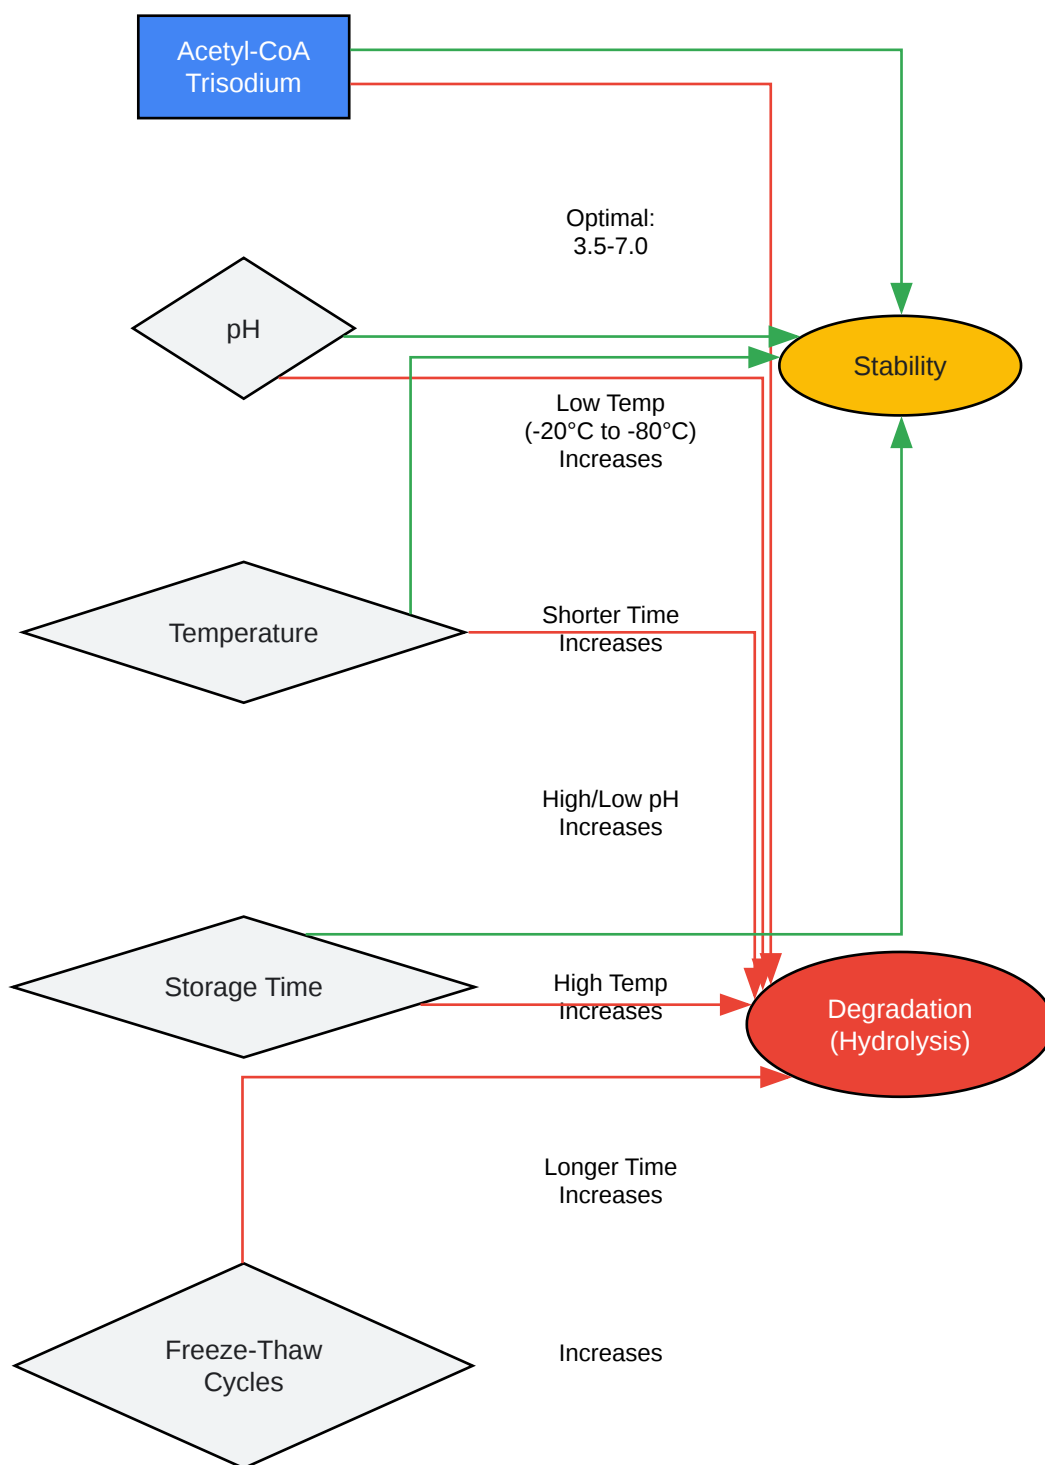 Acetyl-CoA
Trisodium
Optimal:
3.5-7.0
pH
Stability
Low Temp
(-20°C to -80°C)
Increases
Temperature
Shorter Time
Increases
High/Low pH
Increases
Storage Time
High Temp
Increases
Degradation
(Hydrolysis)
Longer Time
Increases
Freeze-Thaw
Cycles
Increases